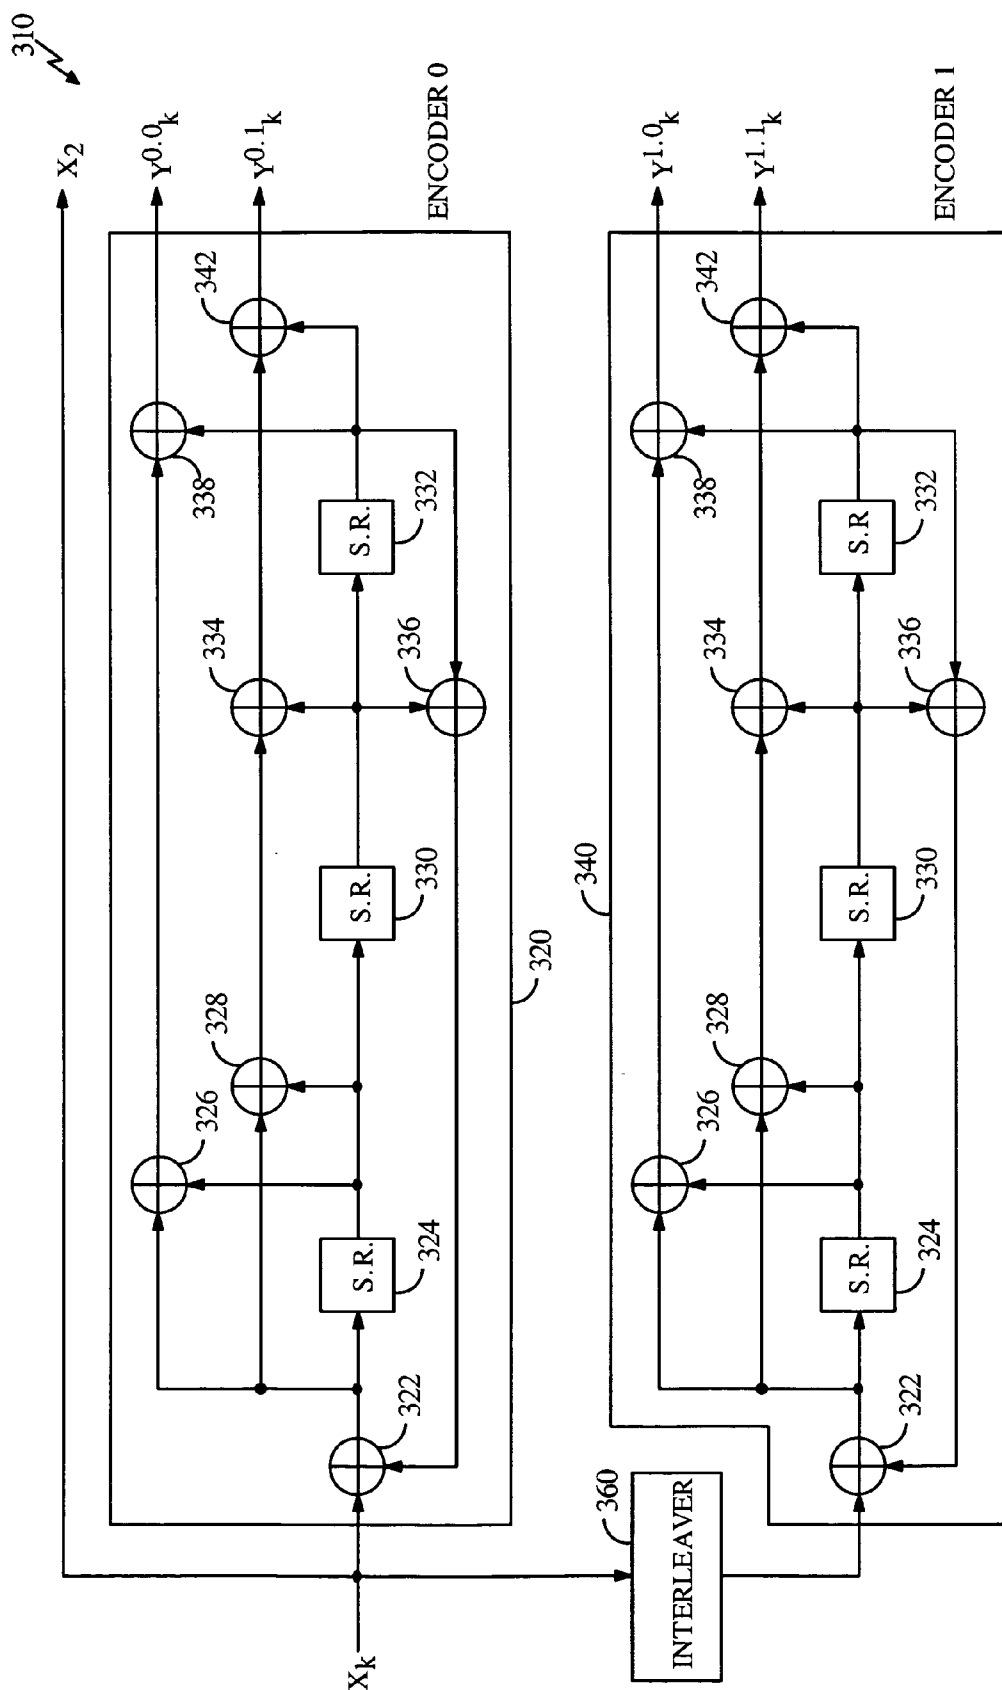 310
X2
Y0.0k
Y0.1k
ENCODER 0
342
338
S.R.
332
334
336
S.R.
330
320
328
326
S.R.
324
322
Xk
INTERLEAVER
360
340
Y1.0k
Y1.1k
ENCODER 1
342
338
S.R
332
334
336
S.R.
330
328
326
S.R.
324
322